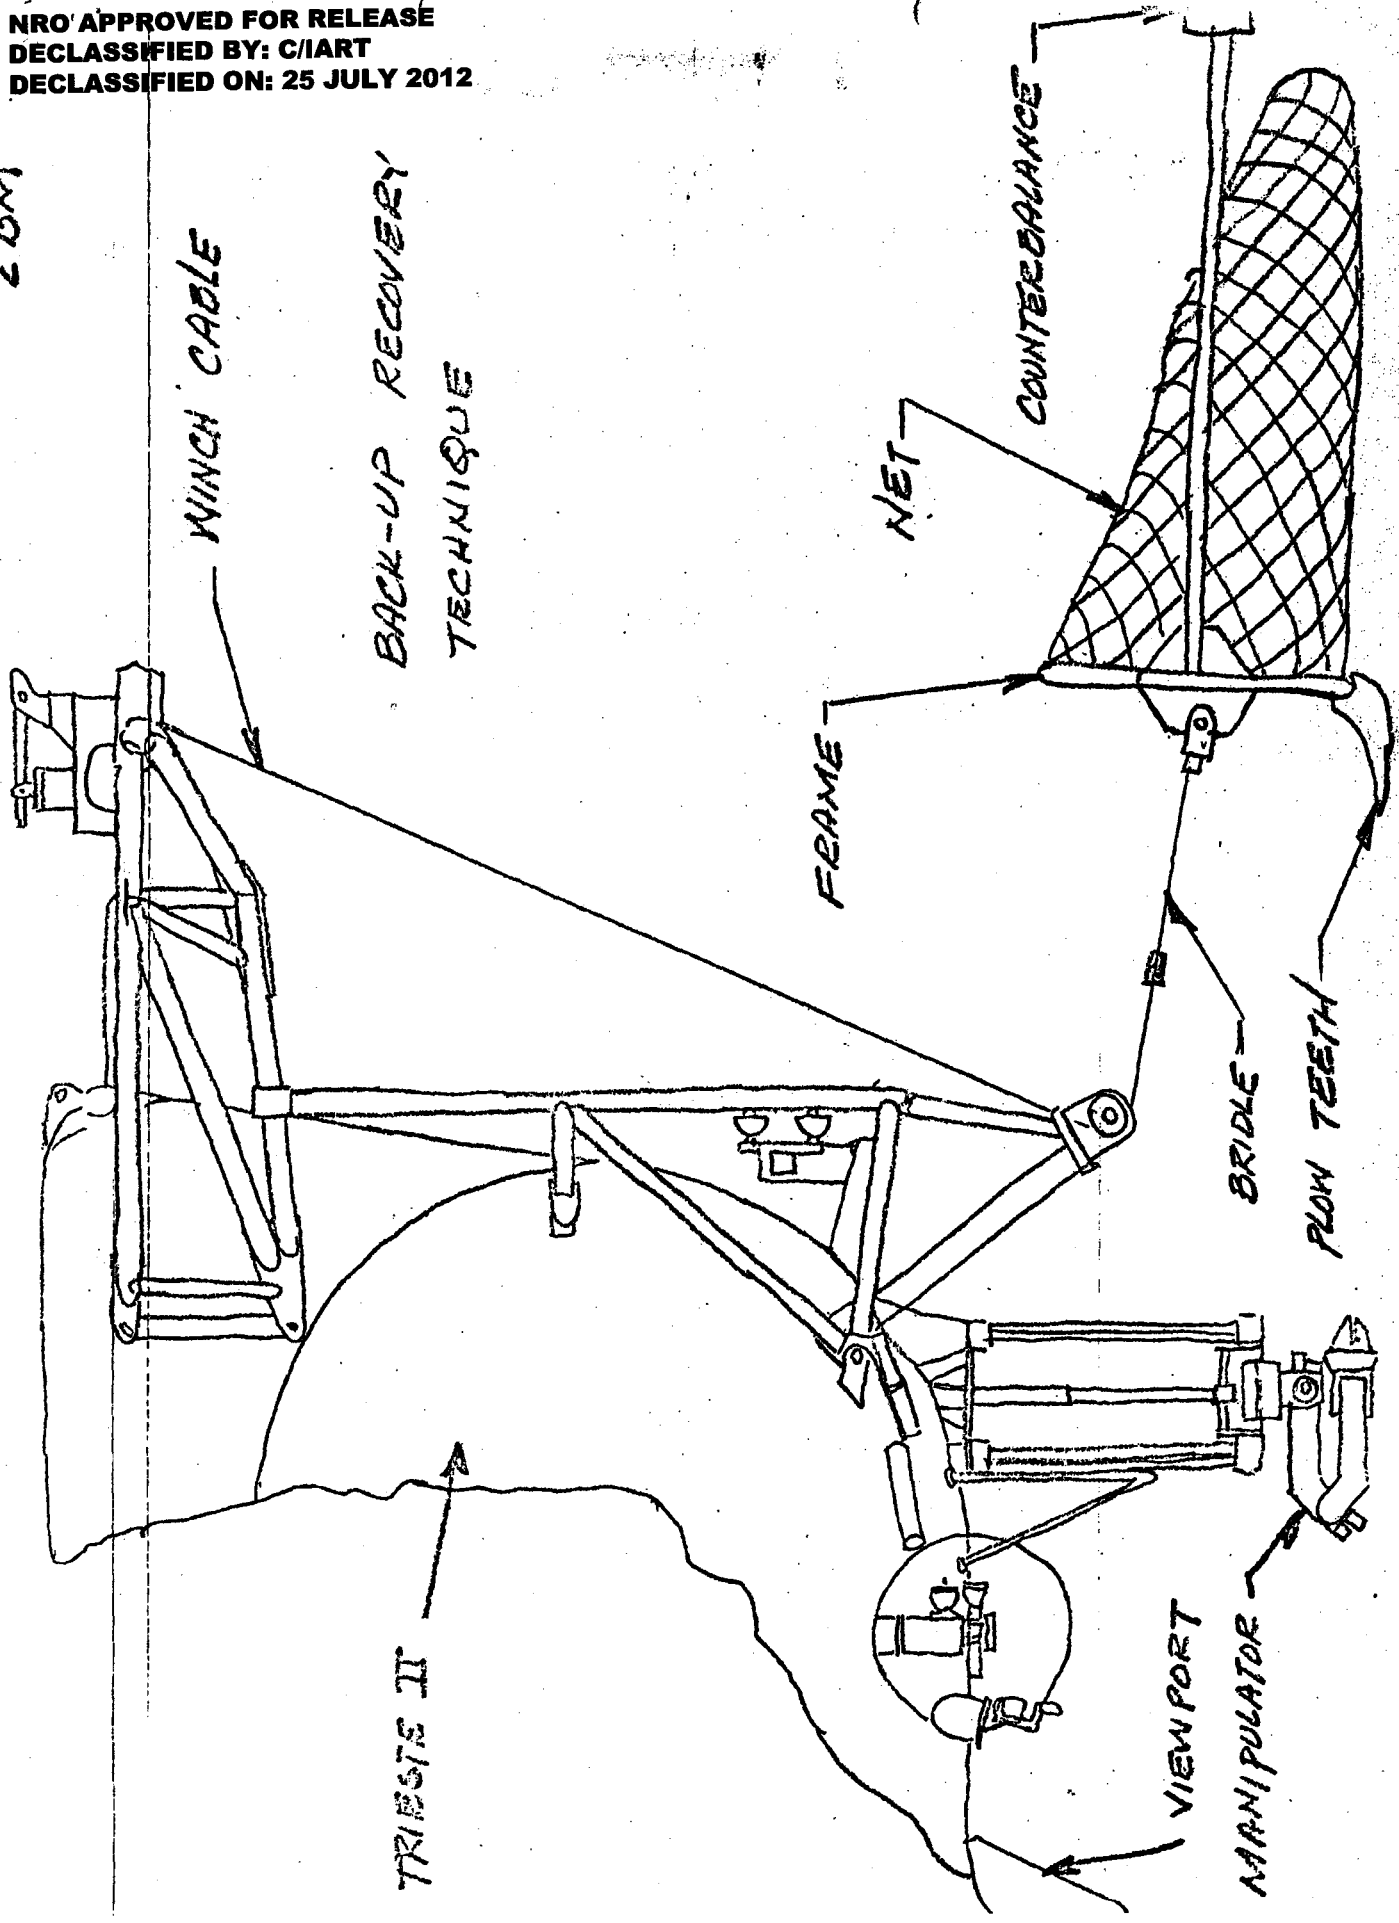 NRO APPROVED FOR RELEASE
DECLASSIFIED BY: C/IART
DECLASSIFIED ON: 25 JULY 2012
WINCH CABLE
BACK-UP RECOVERY
TECHNIQUE
COUNTERBALANCE
NET
FRAME
BRIDLE
PLOW TEETH
TRIESTE II
VIEWPORT
MANIPULATOR